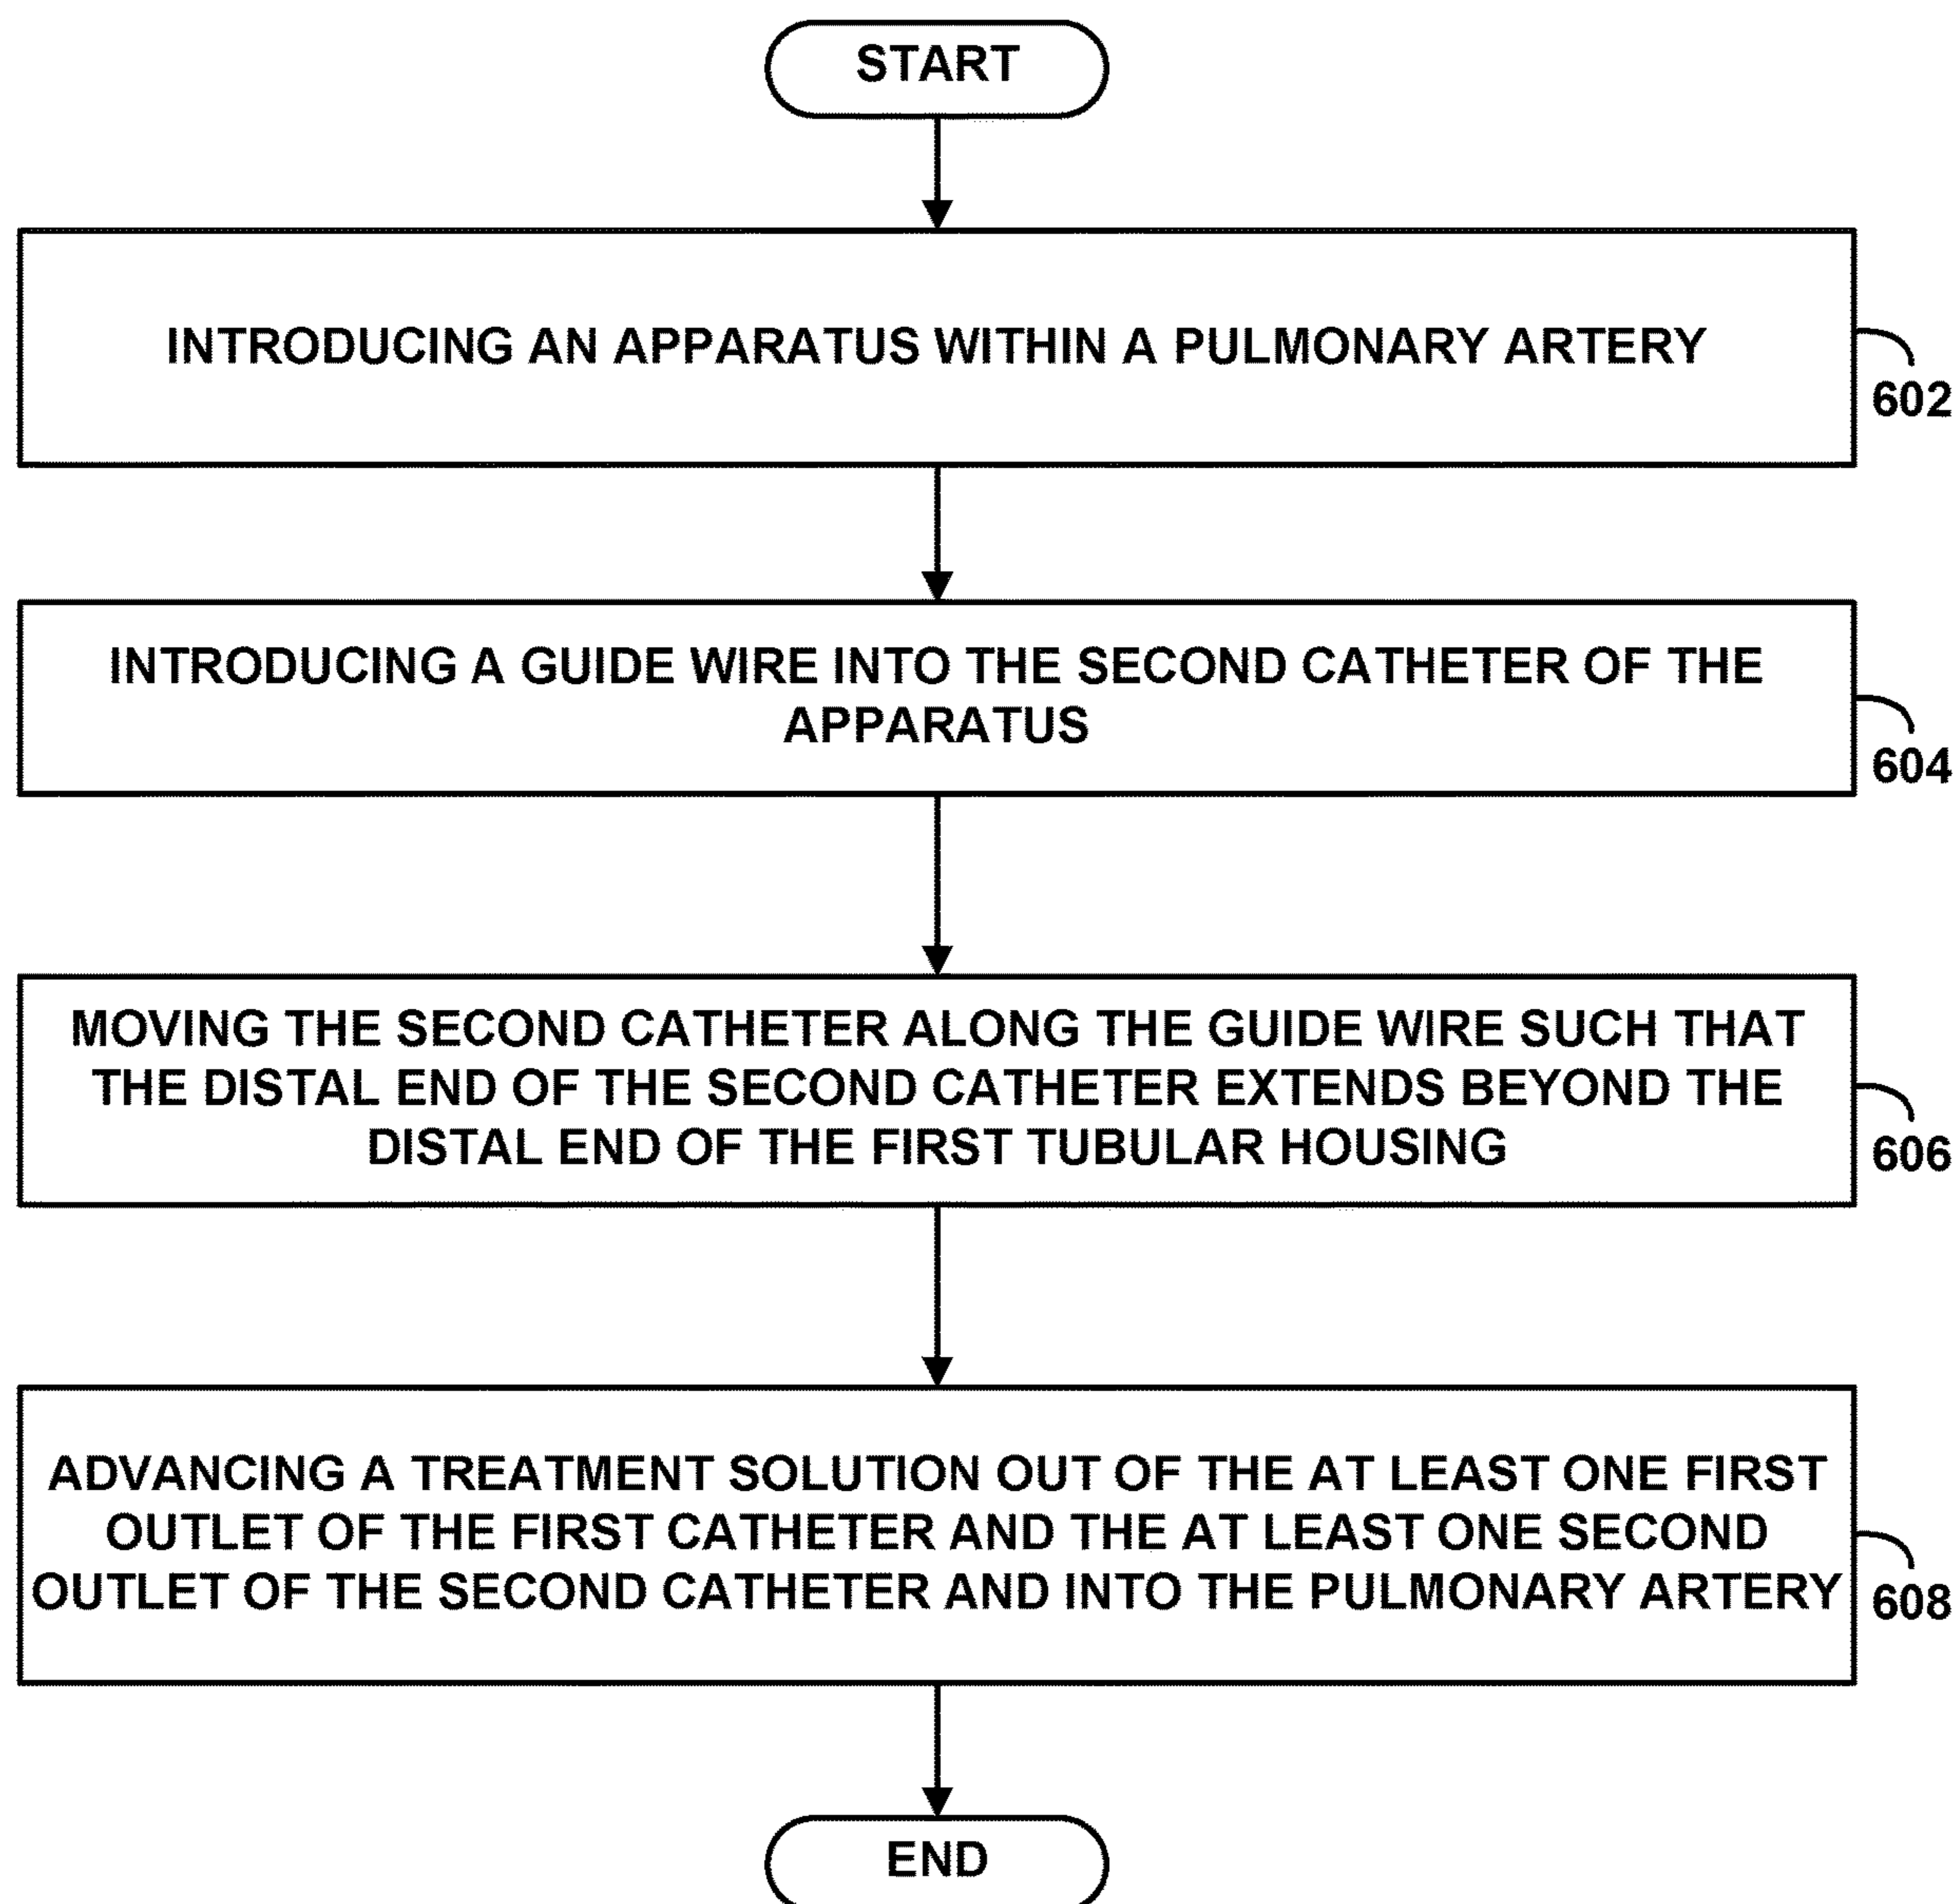 START
INTRODUCING AN APPARATUS WITHIN A PULMONARY ARTERY
602
INTRODUCING A GUIDE WIRE INTO THE SECOND CATHETER OF THE
APPARATUS
604
MOVING THE SECOND CATHETER ALONG THE GUIDE WIRE SUCH THAT
THE DISTAL END OF THE SECOND CATHETER EXTENDS BEYOND THE
DISTAL END OF THE FIRST TUBULAR HOUSING
606
ADVANCING A TREATMENT SOLUTION OUT OF THE AT LEAST ONE FIRST
OUTLET OF THE FIRST CATHETER AND THE AT LEAST ONE SECOND
OUTLET OF THE SECOND CATHETER AND INTO THE PULMONARY ARTERY
608
END